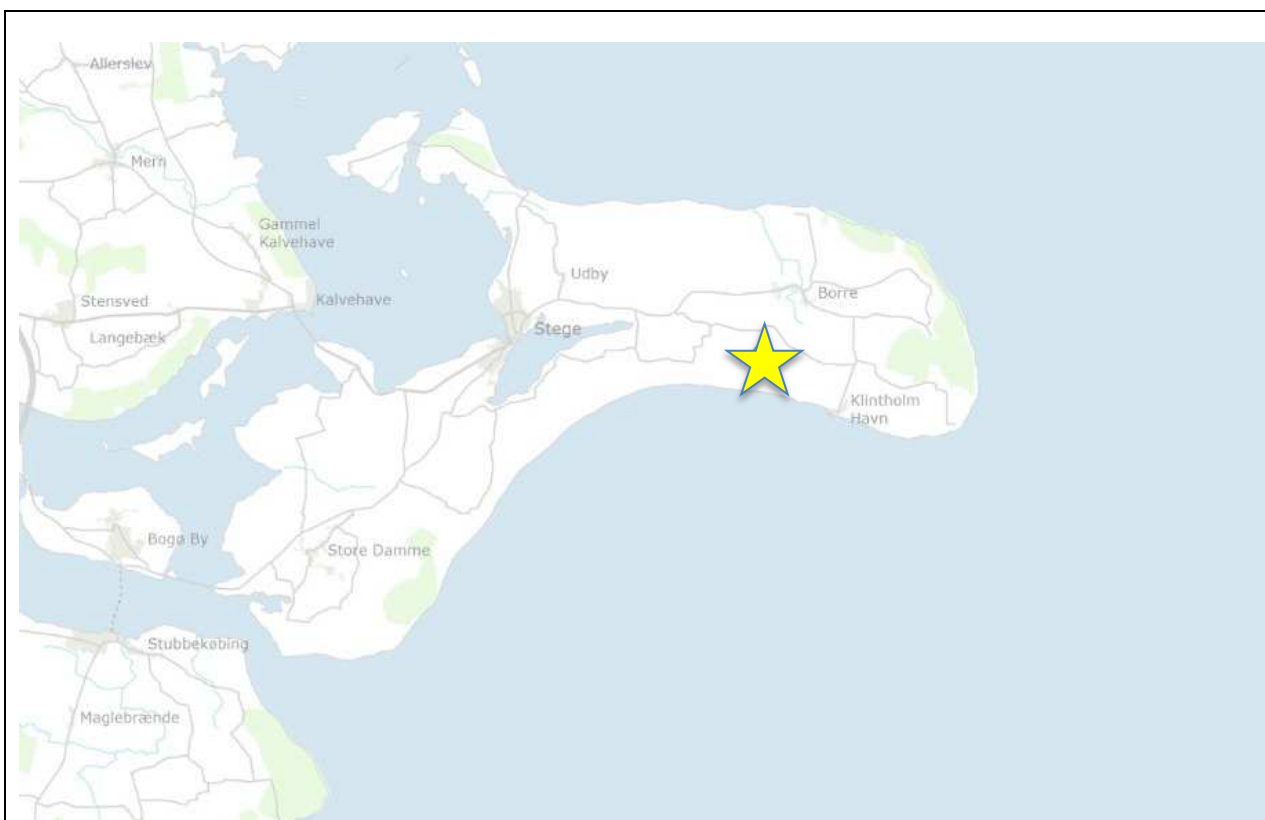 Allerslev
Mern
Gammel
Kalvehave
Udby
Stensved
Kalvehave
Borre
Langebæk
Stege
Klintholm
Havn
Bogø By
Store Damme
Stubbekøbing
Maglebrænde